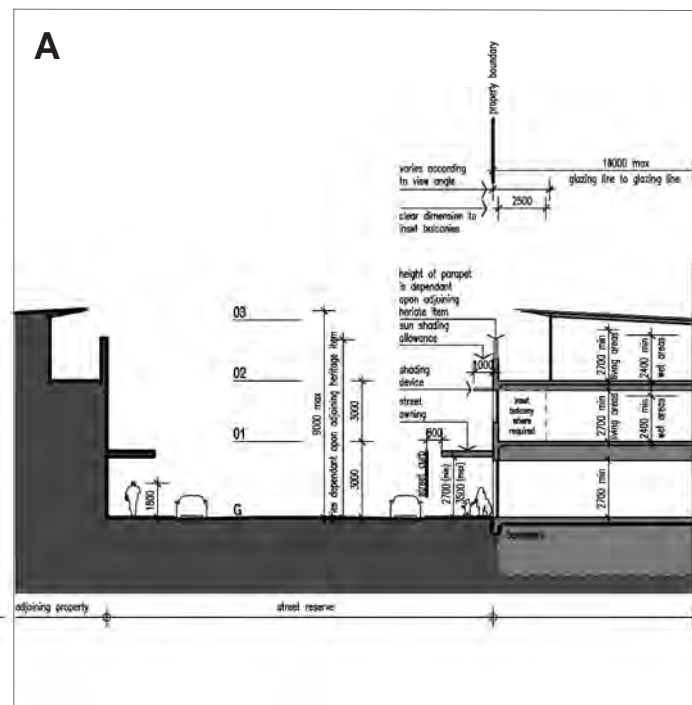 A
property boundary
18000 max
glazing line to glazing line
varies according
to view angle
2500
clear dimension to
inset balconies
height of parapet
is dependant
upon adjoining
heriate item
sun shading
allowance
1000
shading
device
street
awning
600
street curb
03
02
01
G
9000 max
ies dependant upon adjoining heritage item
3000
3000
1800
2700 (min)
3500 (max)
2700 min
living areas
2400 min
wet areas
inset
balcony
where
required
2700 min
living areas
2400 min
wet areas
2700 min
basement
adjoining property
street reserve